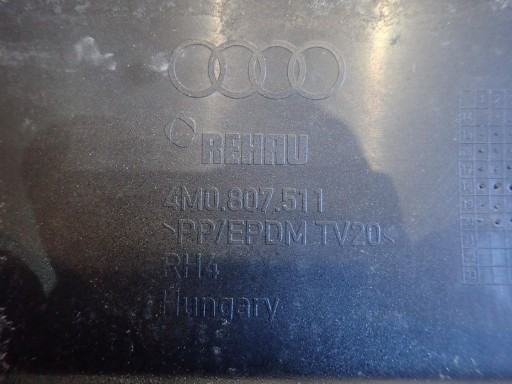 REHAU
4M0.807.511
>PP/EPDM TV20<
RH4
Hungary